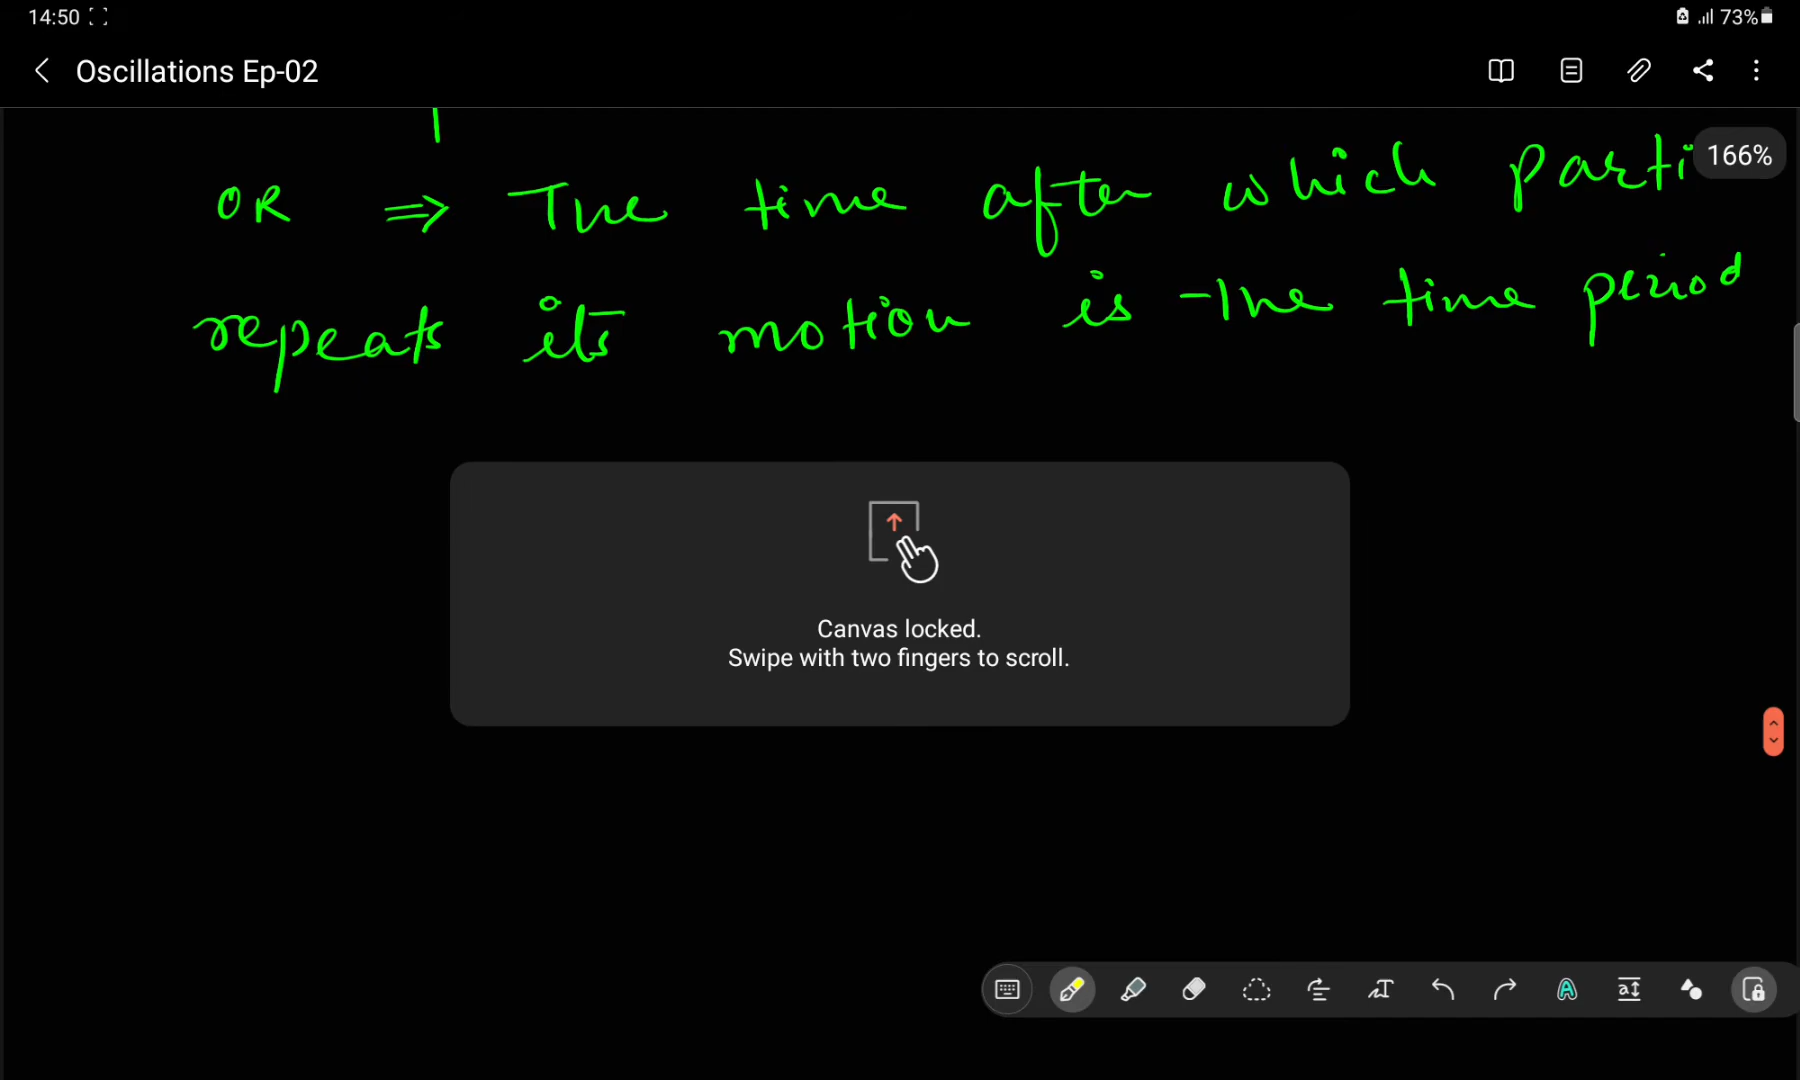 14:50
73%
Oscillations Ep-02
166%
OR ⇒ The time after which parti
repeats its motion is the time period
Canvas locked.
Swipe with two fingers to scroll.